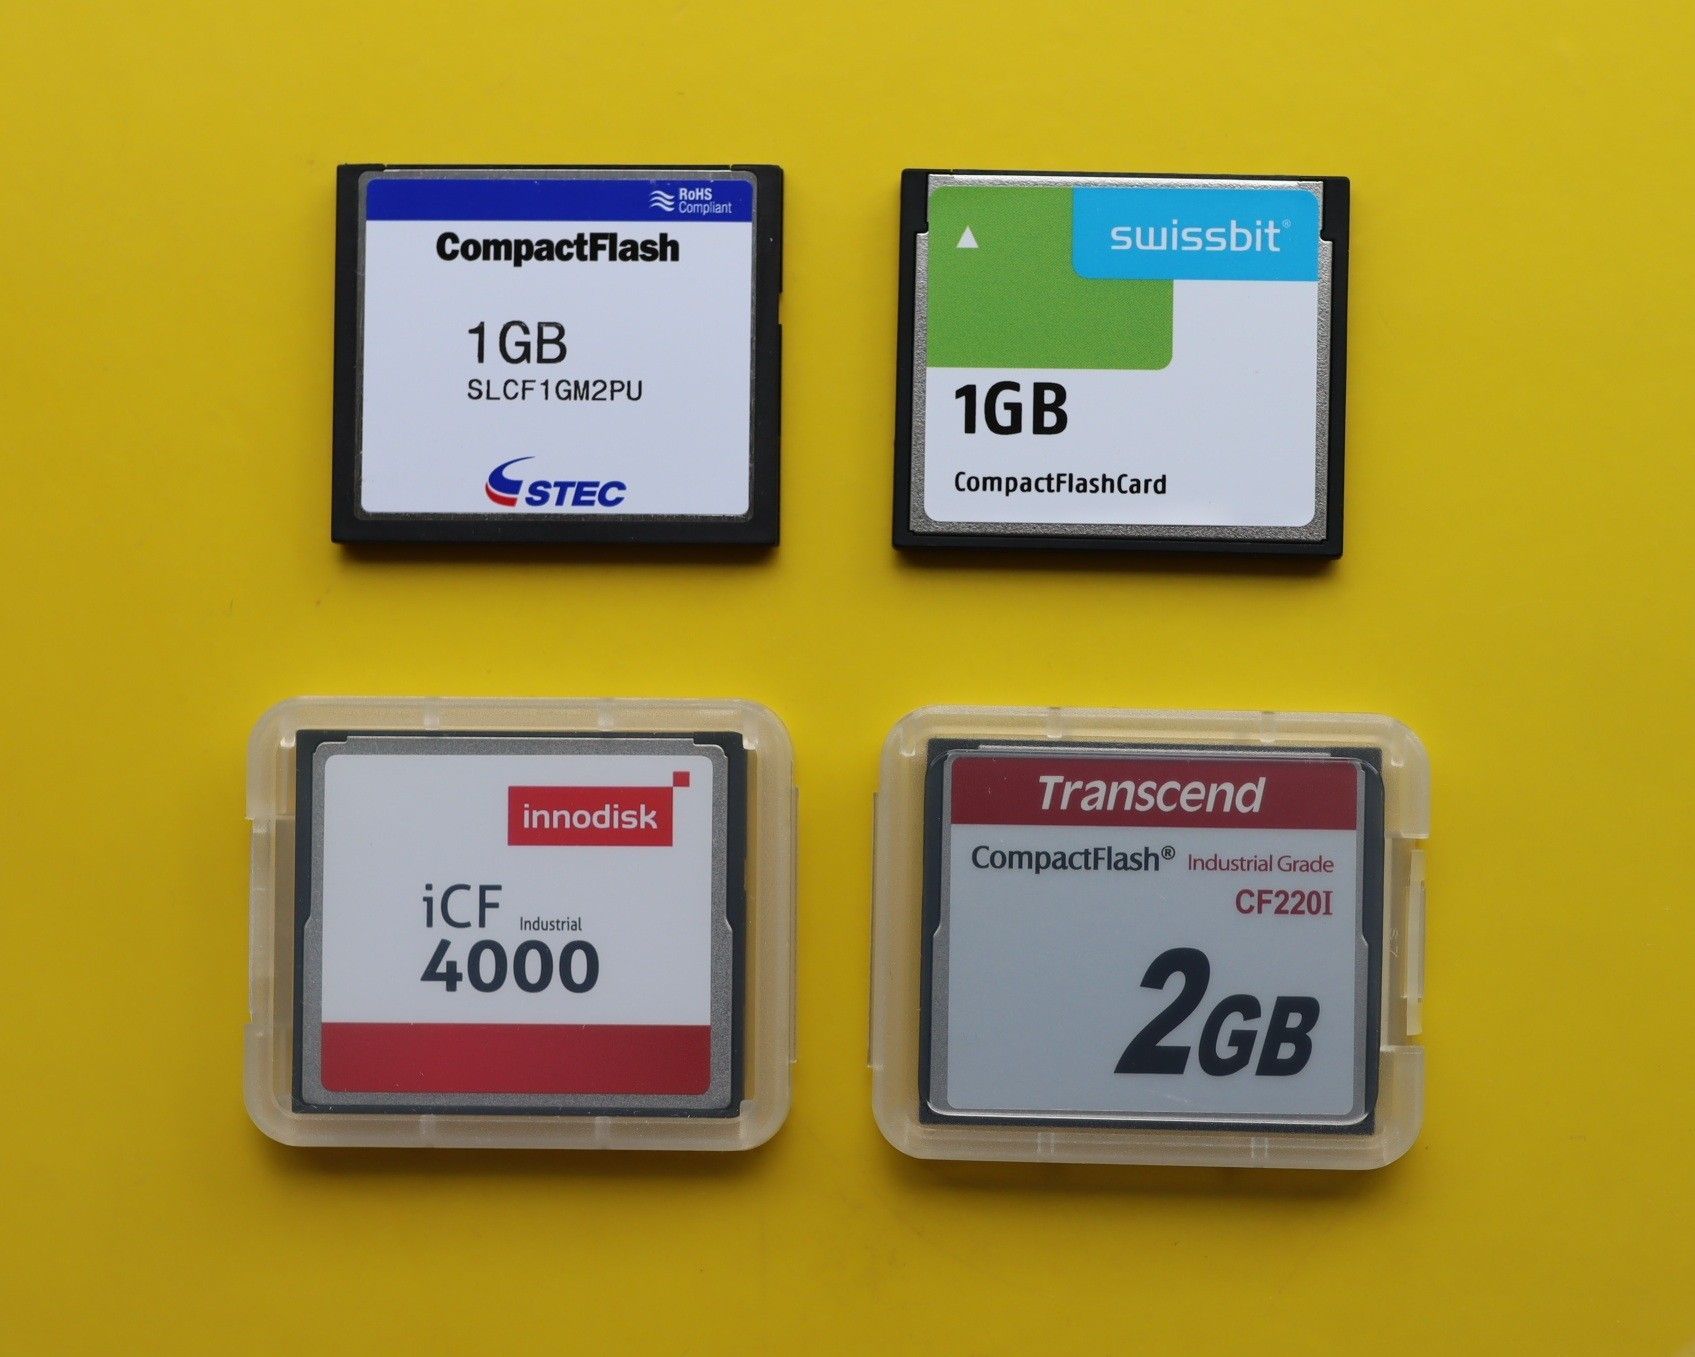 RoHS
Compliant
CompactFlash
1GB
SLCF1GM2PU
STEC
swissbit®
1GB
CompactFlashCard
innodisk
iCF Industrial
4000
Transcend
CompactFlash® Industrial Grade
CF220I
2GB